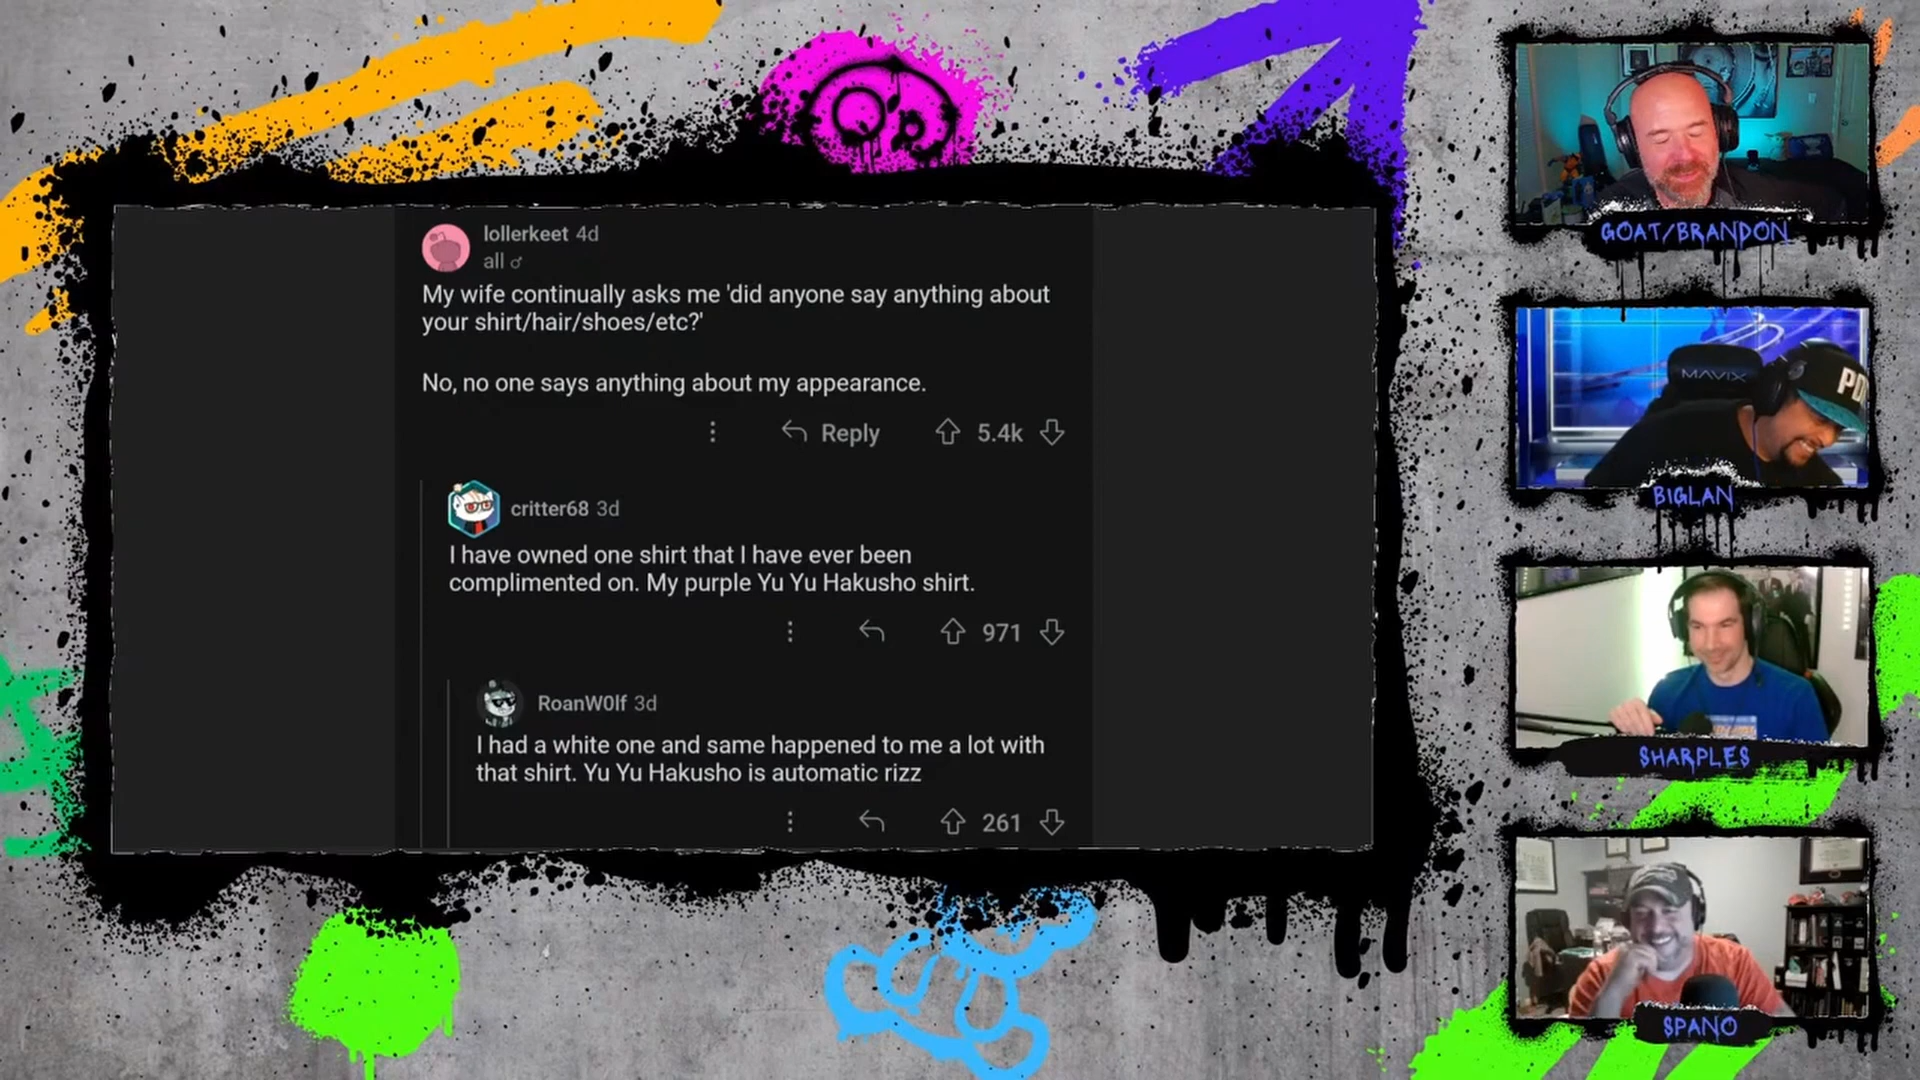 lollerkeet 4d
all ♂
My wife continually asks me 'did anyone say anything about
your shirt/hair/shoes/etc?'
No, no one says anything about my appearance.
Reply 5.4k
critter68 3d
I have owned one shirt that I have ever been
complimented on. My purple Yu Yu Hakusho shirt.
971
RoanW0lf 3d
I had a white one and same happened to me a lot with
that shirt. Yu Yu Hakusho is automatic rizz
261
GOAT/BRANDON
MAVIX
BIGLAN
SHARPLES
SPANO